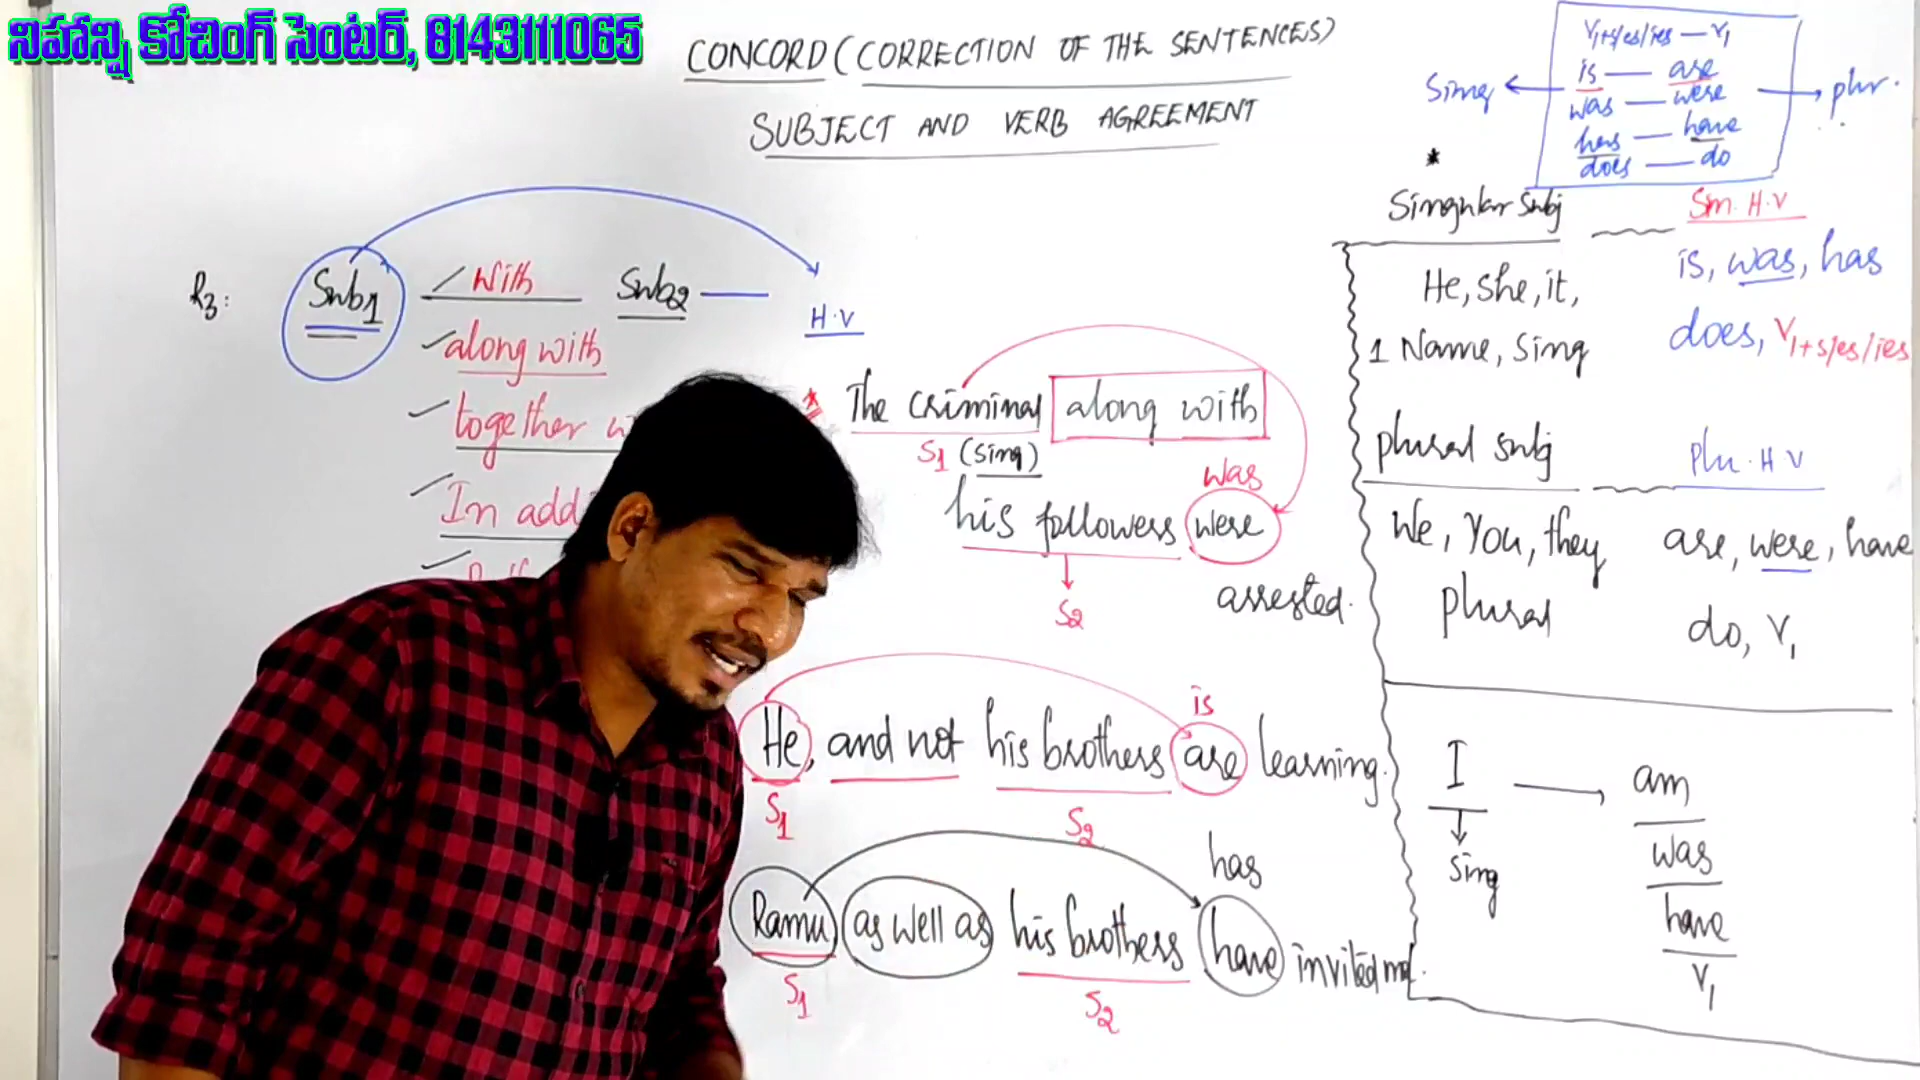 నిహాన్ని కోచింగ్ సెంటర్, 8143111065
CONCORD (CORRECTION OF THE SENTENCES)
SUBJECT AND VERB AGREEMENT
V1+s/es/ies — V1
Sing ← is — are → plur.
was — were
has — have
does — do
*
Singular Subj Sin. H.V
He, She, it, is, was, has
1 Name, Sing does, V1+s/es/ies
plural subj Plu. H V
We, You, they are, were, have
plural do, V1
I → am
Sing was
have
V1
R3: Sub1 with Sub2 — H.V
along with
together
In add
* The criminal along with
S1 (Sing)
was
his followers were
S2
arrested.
is
He, and not his brothers are learning.
S1 S2
has
Ramu as well as his brothers have invited me.
S1 S2